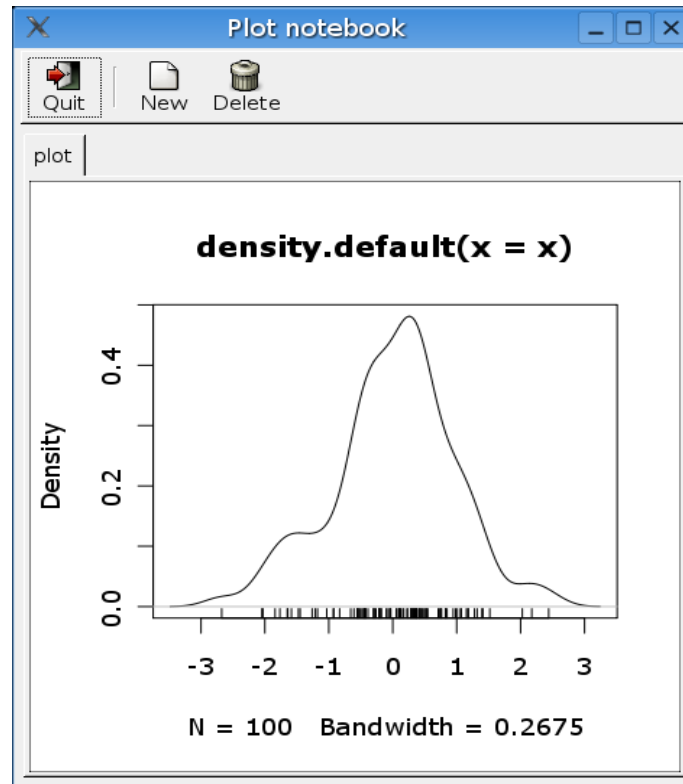 Plot notebook
Quit New Delete
plot
density.default(x = x)
Density
0.4
0.2
0.0
-3 -2 -1 0 1 2 3
N = 100 Bandwidth = 0.2675